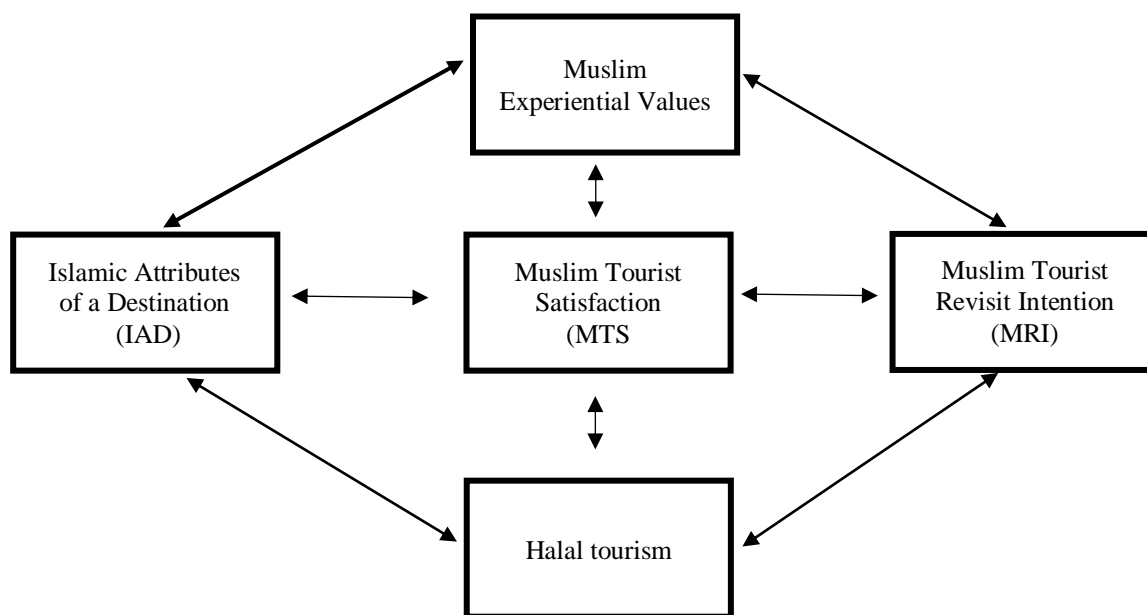 Muslim
Experiential Values
Islamic Attributes
of a Destination
(IAD)
Muslim Tourist
Satisfaction
(MTS
Muslim Tourist
Revisit Intention
(MRI)
Halal tourism